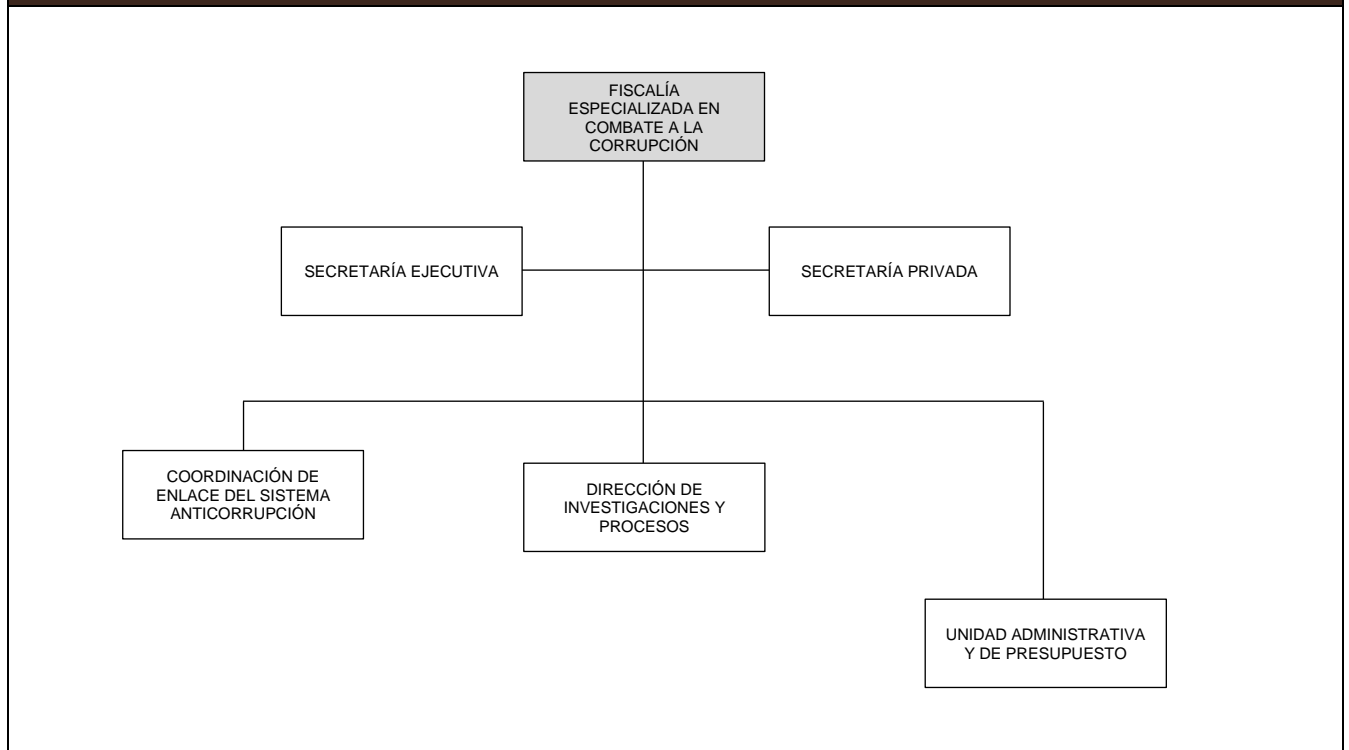 FISCALÍA
ESPECIALIZADA EN
COMBATE A LA
CORRUPCIÓN
SECRETARÍA EJECUTIVA
SECRETARÍA PRIVADA
COORDINACIÓN DE
ENLACE DEL SISTEMA
ANTICORRUPCIÓN
DIRECCIÓN DE
INVESTIGACIONES Y
PROCESOS
UNIDAD ADMINISTRATIVA
Y DE PRESUPUESTO